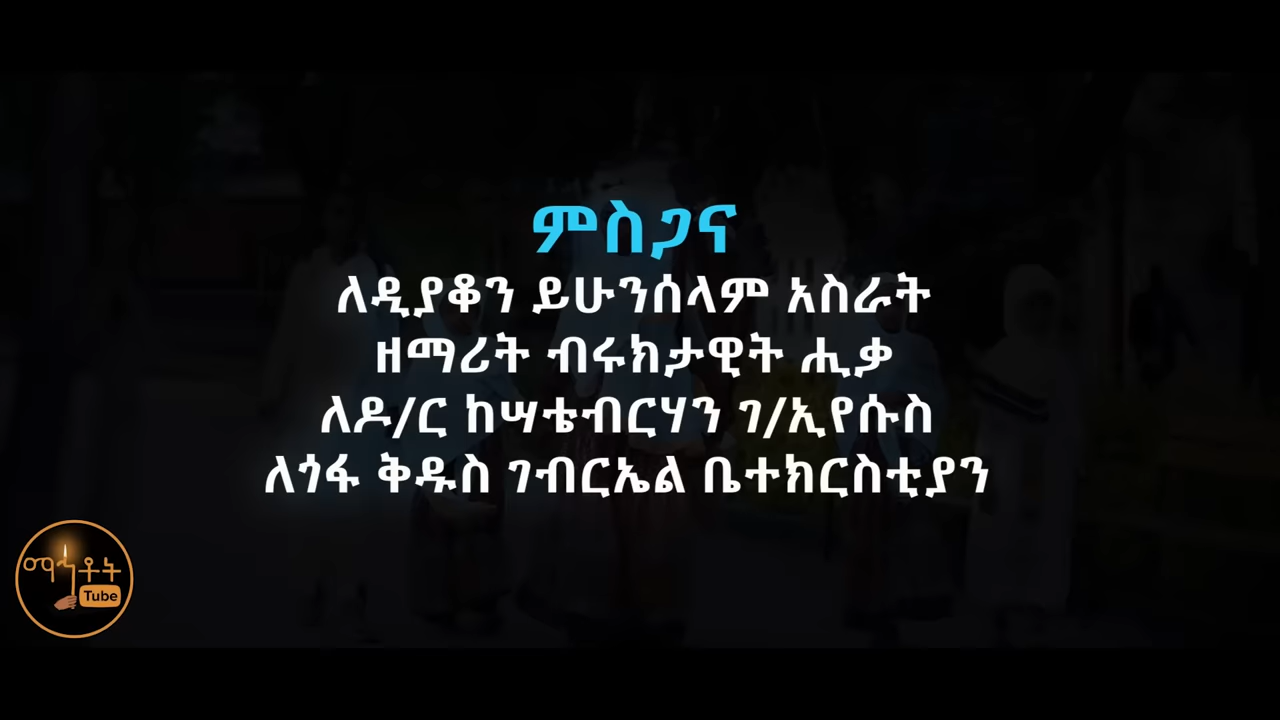 ምስጋና
ለዲያቆን ይሁንሰላም አስራት
ዘማሪት ብሩክታዊት ሒቃ
ለዶ/ር ከሣቴብርሃን ገ/ኢየሱስ
ለጎፋ ቅዱስ ገብርኤል ቤተክርስቲያን
ማኅቶት
Tube